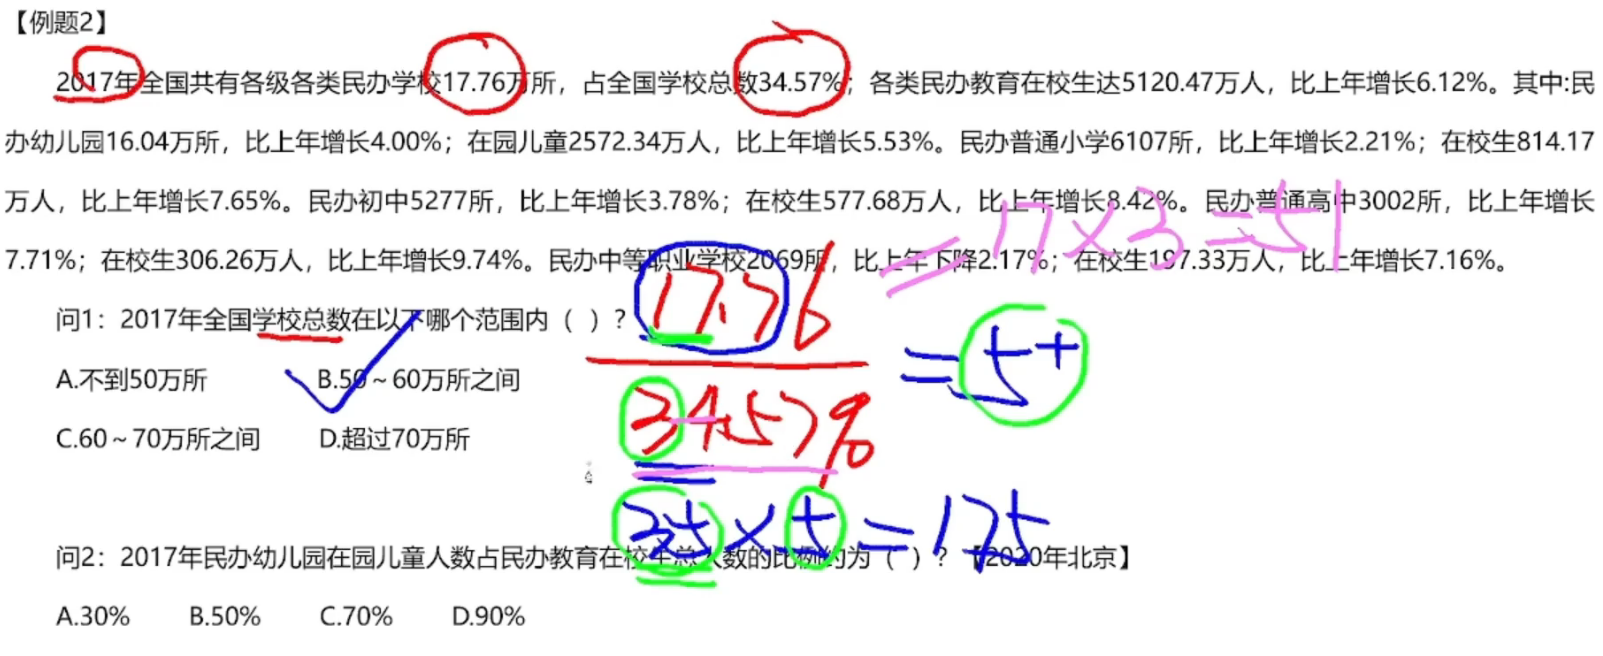 【例题2】
2017年全国共有各级各类民办学校17.76万所，占全国学校总数34.57%；各类民办教育在校生达5120.47万人，比上年增长6.12%。其中:民
办幼儿园16.04万所，比上年增长4.00%；在园儿童2572.34万人，比上年增长5.53%。民办普通小学6107所，比上年增长2.21%；在校生814.17
万人，比上年增长7.65%。民办初中5277所，比上年增长3.78%；在校生577.68万人，比上年增长8.42%。民办普通高中3002所，比上年增长
=17×3=51
7.71%；在校生306.26万人，比上年增长9.74%。民办中等职业学校2069所，比上年下降2.17%；在校生197.33万人，比上年增长7.16%。
17.76
问1：2017年全国学校总数在以下哪个范围内（ ）？
=5+
A.不到50万所 B.50～60万所之间
34.57%
C.60～70万所之间 D.超过70万所
35×5=175
问2：2017年民办幼儿园在园儿童人数占民办教育在校生总人数的比例约为（ ）？【2020年北京】
A.30% B.50% C.70% D.90%